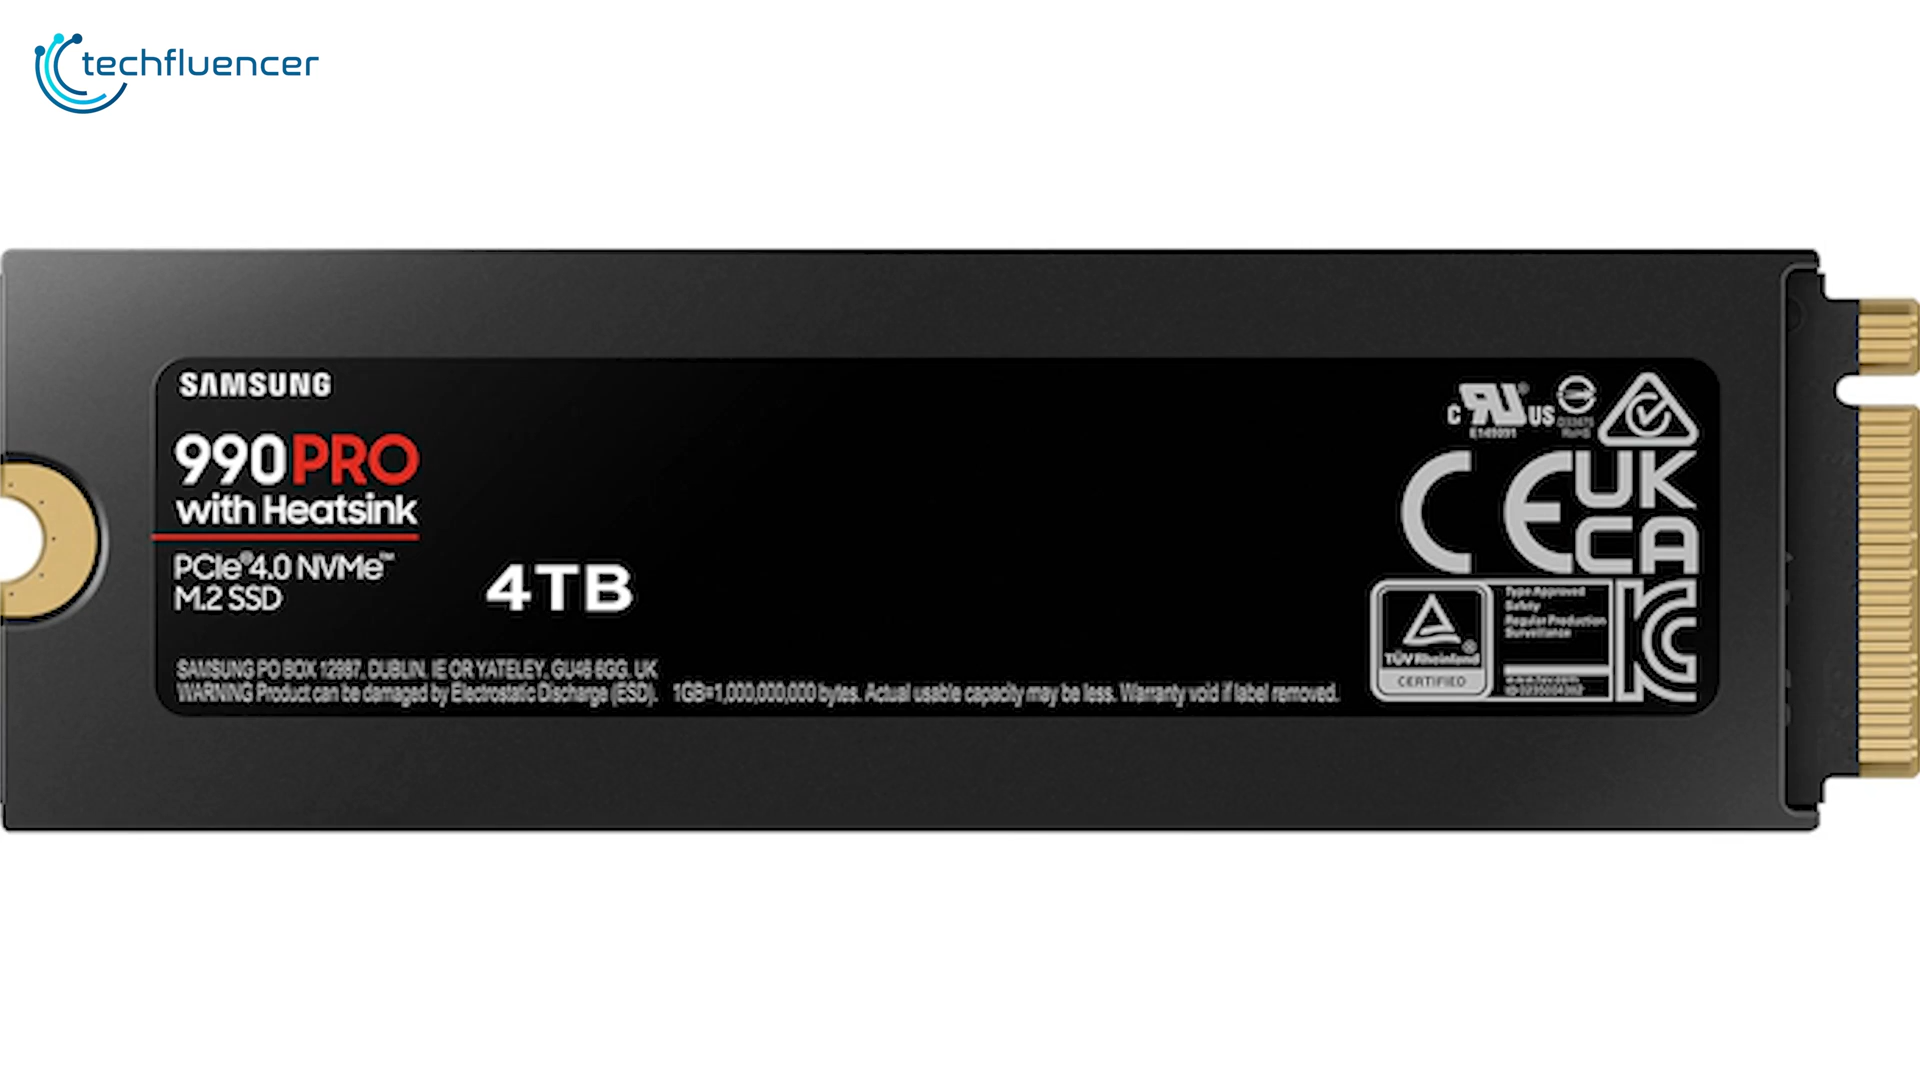 techfluencer
SAMSUNG
990 PRO
with Heatsink
PCIe® 4.0 NVMe™
M.2 SSD
4TB
SAMSUNG PO BOX 12987, DUBLIN. IE OR YATELEY, GU46 6GG, UK
WARNING Product can be damaged by Electrostatic Discharge (ESD). 1GB=1,000,000,000 bytes. Actual usable capacity may be less. Warranty void if label removed.
C US
E149091
CE
UK
CA
TÜV Rheinland®
CERTIFIED
Type Approved
Safety
Regular Production
Surveillance